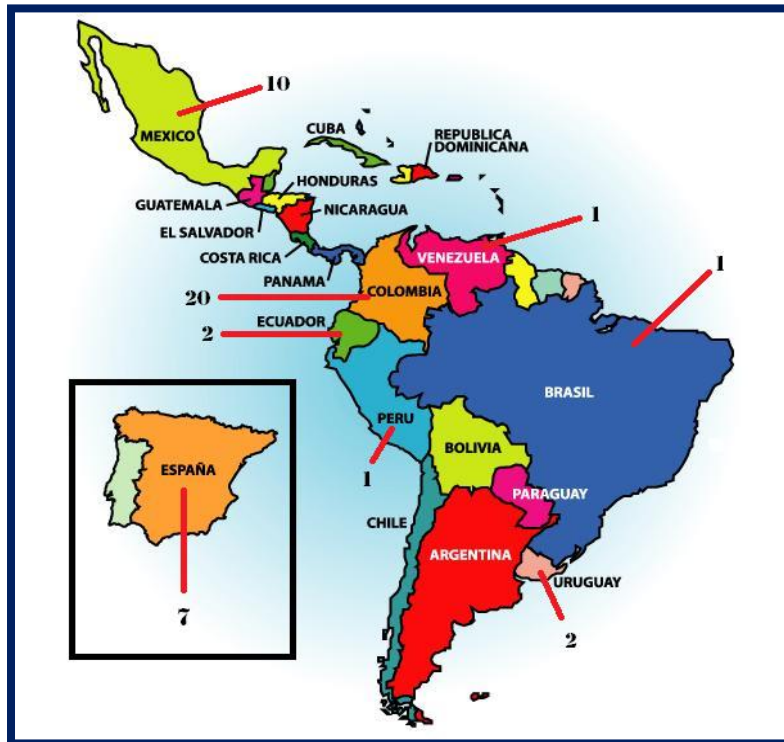 10
MEXICO
CUBA
REPUBLICA
DOMINICANA
HONDURAS
GUATEMALA
NICARAGUA
EL SALVADOR
COSTA RICA
PANAMA
1
VENEZUELA
1
20
COLOMBIA
2
ECUADOR
BRASIL
PERU
1
BOLIVIA
PARAGUAY
CHILE
ARGENTINA
URUGUAY
2
ESPAÑA
7